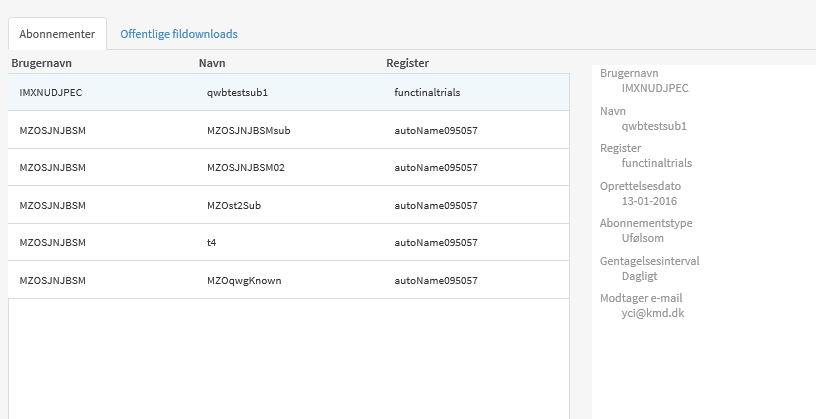 Abonnementer Offentlige fildownloads
Brugernavn Navn Register
IMXNUDJPEC qwbtestsub1 functinaltrials
MZOSJNJBSM MZOSJNJBSMsub autoName095057
MZOSJNJBSM MZOSJNJBSM02 autoName095057
MZOSJNJBSM MZOst2Sub autoName095057
MZOSJNJBSM t4 autoName095057
MZOSJNJBSM MZOqwgKnown autoName095057
Brugernavn
IMXNUDJPEC
Navn
qwbtestsub1
Register
functinaltrials
Oprettelsesdato
13-01-2016
Abonnementstype
Ufølsom
Gentagelsesinterval
Dagligt
Modtager e-mail
yci@kmd.dk